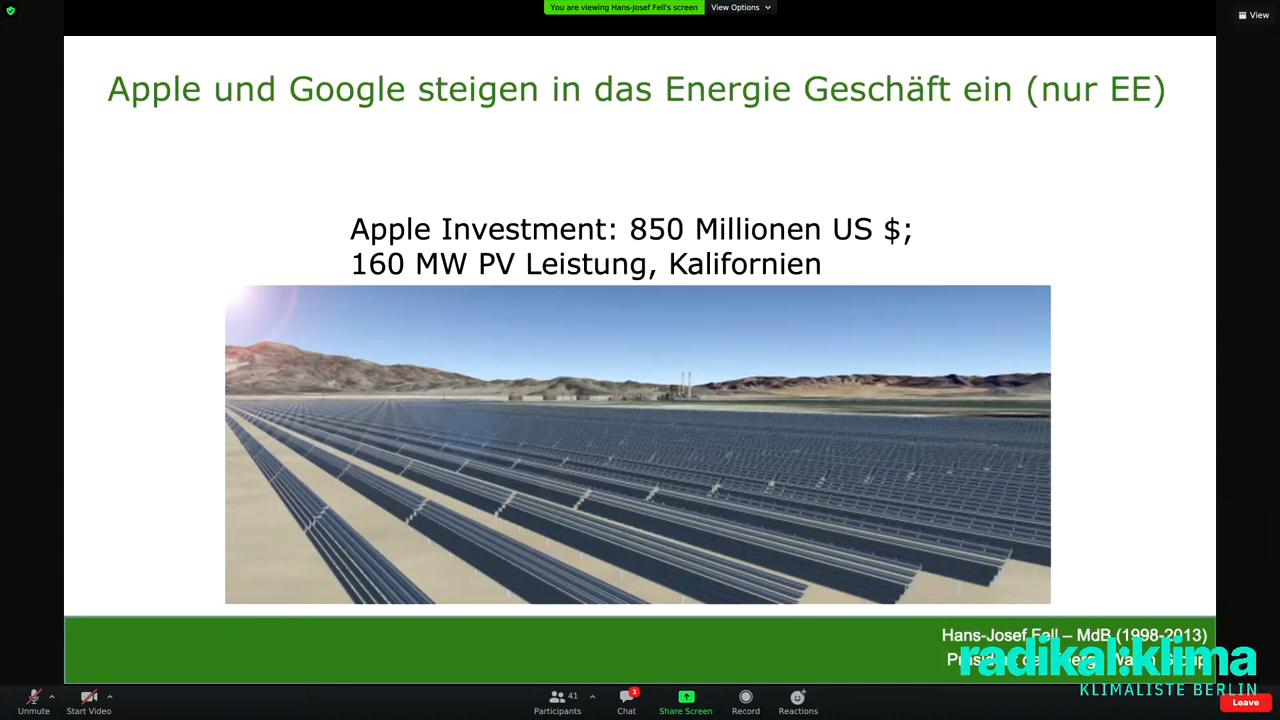 You are viewing Hans-Josef Fell's screen View Options
View
Apple und Google steigen in das Energie Geschäft ein (nur EE)
Apple Investment: 850 Millionen US $;
160 MW PV Leistung, Kalifornien
Hans-Josef Fell – MdB (1998-2013)
radikal:klima
KLIMALISTE BERLIN
Unmute
Start Video
41
Participants
1
Chat
Share Screen
Record
Reactions
Leave